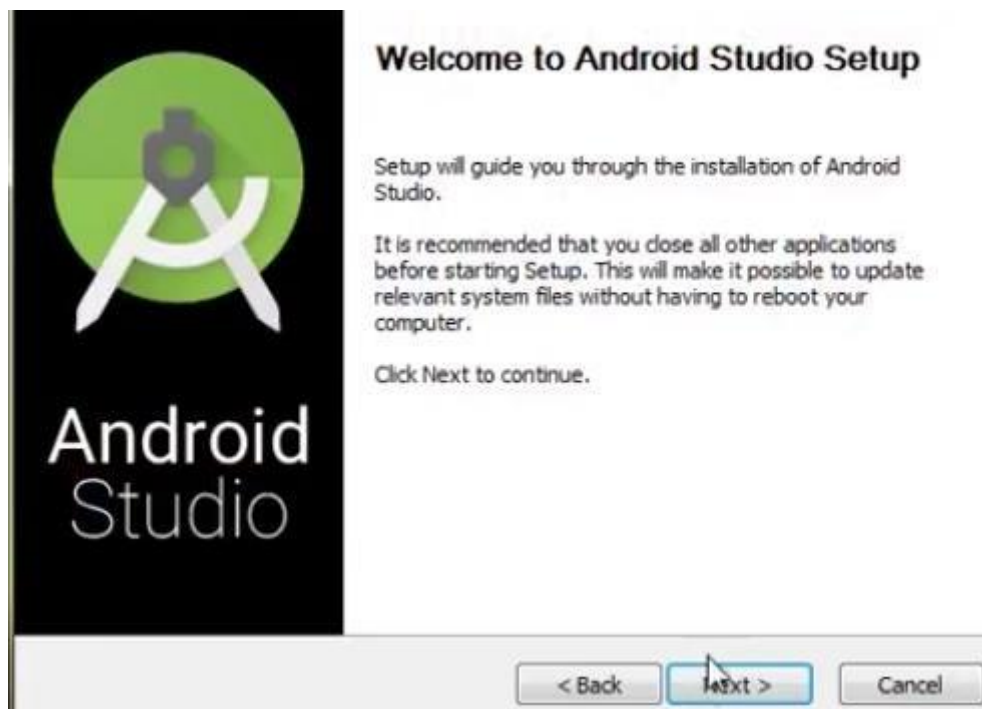 Welcome to Android Studio Setup
Setup will guide you through the installation of Android
Studio.
It is recommended that you close all other applications
before starting Setup. This will make it possible to update
relevant system files without having to reboot your
computer.
Click Next to continue.
Android
Studio
< Back
Next >
Cancel